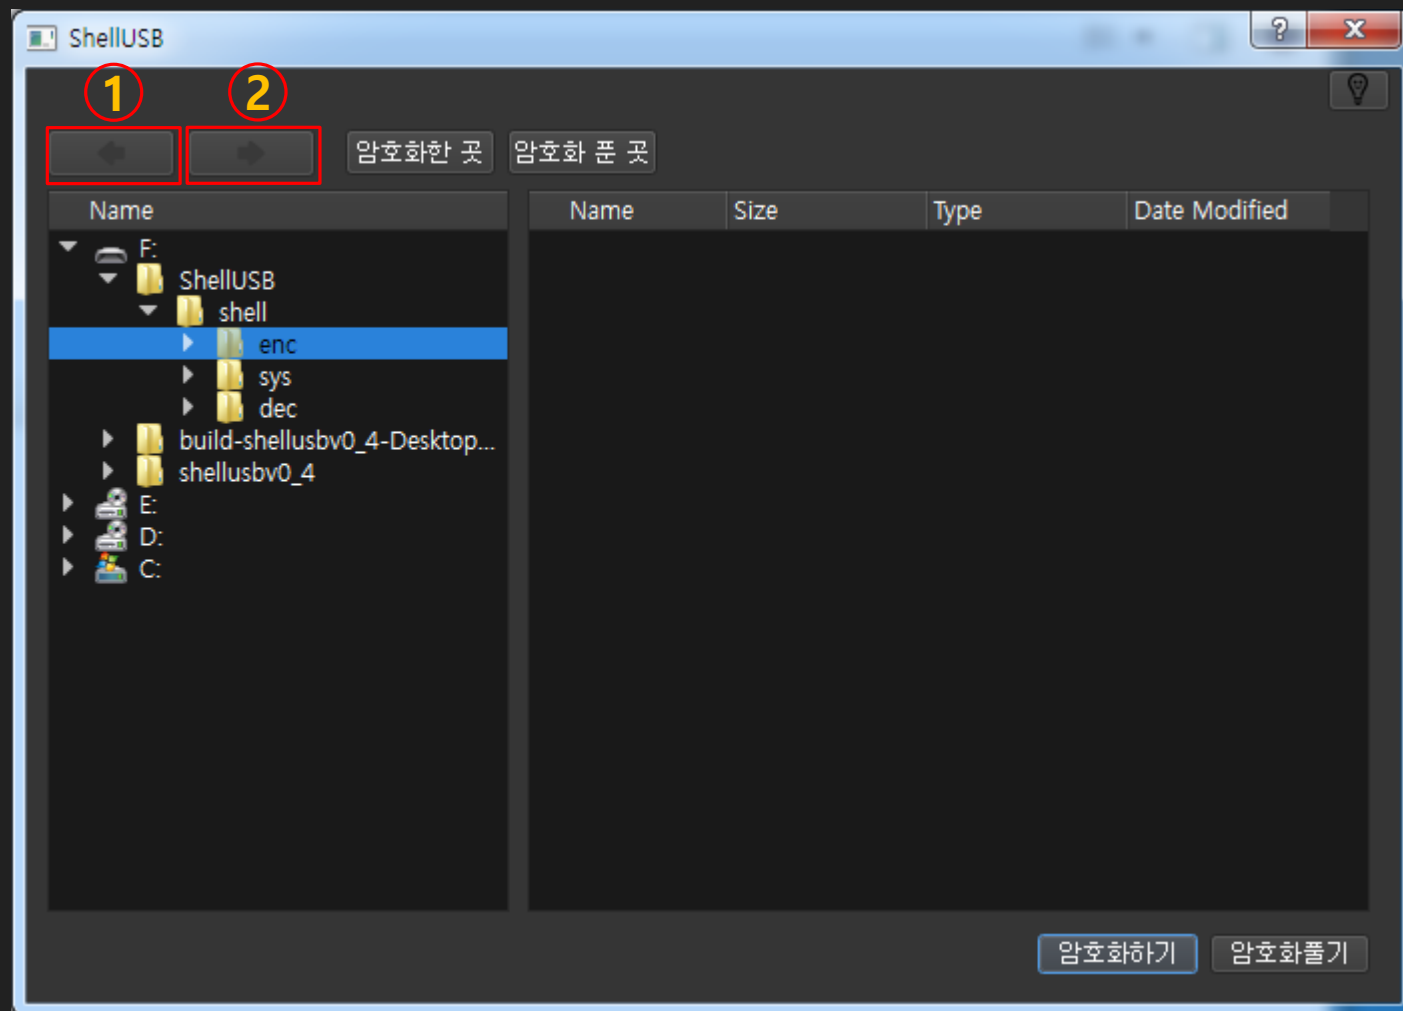 ShellUSB
?
① ②
암호화한 곳 암호화 푼 곳
Name
Name Size Type Date Modified
F:
ShellUSB
shell
enc
sys
dec
build-shellusbv0_4-Desktop...
shellusbv0_4
E:
D:
C:
암호화하기 암호화풀기